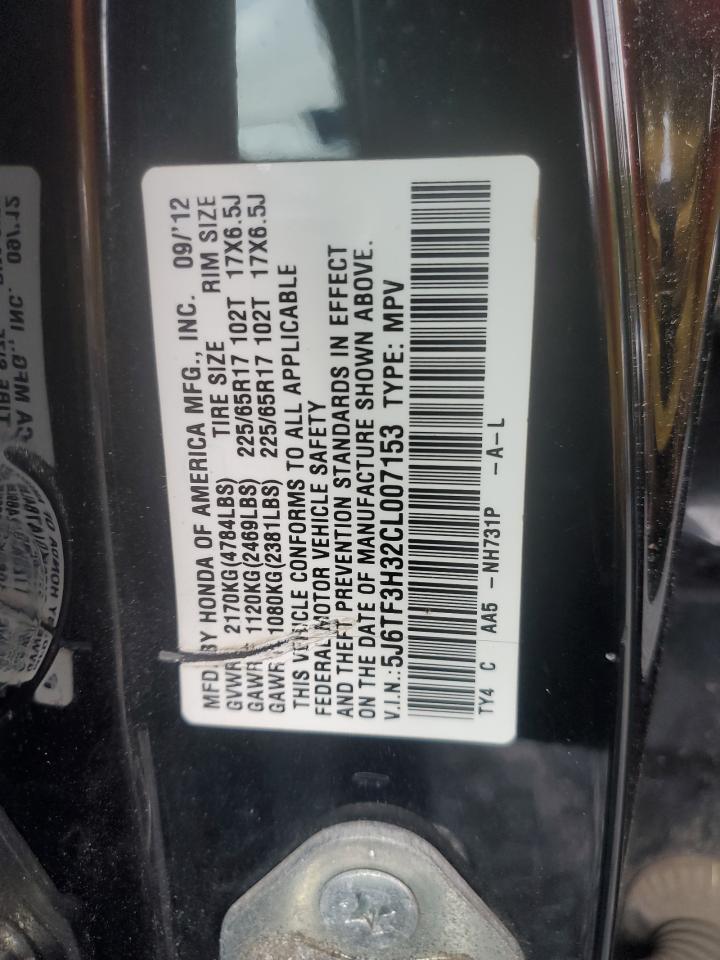 MFD BY HONDA OF AMERICA MFG., INC. 09/'12
GVWR 2170KG(4784LBS) TIRE SIZE RIM SIZE
GAWR 1120KG(2469LBS) 225/65R17 102T 17X6.5J
GAWR 1080KG(2381LBS) 225/65R17 102T 17X6.5J
THIS VEHICLE CONFORMS TO ALL APPLICABLE
FEDERAL MOTOR VEHICLE SAFETY
AND THEFT PREVENTION STANDARDS IN EFFECT
ON THE DATE OF MANUFACTURE SHOWN ABOVE.
V.I.N.:5J6TF3H32CL007153 TYPE: MPV
TY4 C AA5 -NH731P -A-L